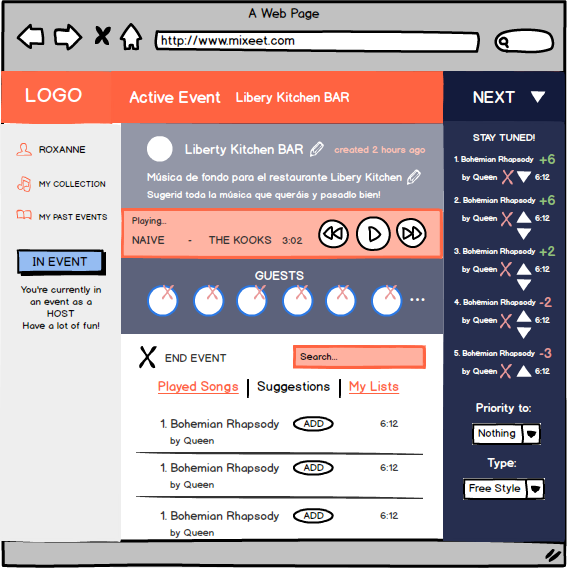 A Web Page
http://www.mixeet.com
LOGO
Active Event
Libery Kitchen BAR
NEXT
ROXANNE
MY COLLECTION
MY PAST EVENTS
IN EVENT
You're currently in
an event as a
HOST
Have a lot of fun!
Liberty Kitchen BAR
created 2 hours ago
Música de fondo para el restaurante Liberty Kitchen
Sugerid toda la música que queráis y pasadlo bien!
Playing...
NAIVE - THE KOOKS 3:02
GUESTS
...
END EVENT
Search...
Played Songs
Suggestions
My Lists
1. Bohemian Rhapsody ADD 6:12
by Queen
1. Bohemian Rhapsody ADD 6:12
by Queen
1. Bohemian Rhapsody ADD 6:12
by Queen
STAY TUNED!
1. Bohemian Rhapsody +6
by Queen 6:12
2. Bohemian Rhapsody +6
by Queen 6:12
3. Bohemian Rhapsody +2
by Queen 6:12
4. Bohemian Rhapsody -2
by Queen 6:12
5. Bohemian Rhapsody -3
by Queen 6:12
Priority to:
Nothing
Type:
Free Style